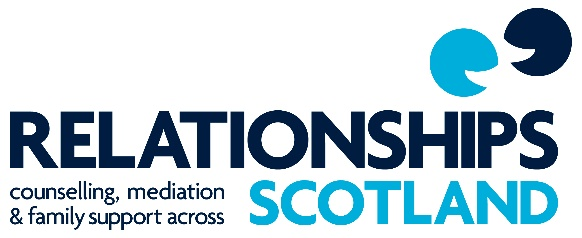 RELATIONSHIPS
counselling, mediation
& family support across
SCOTLAND